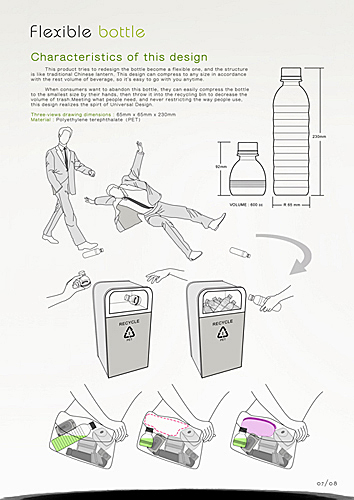 Flexible bottle
Characteristics of this design
This product tries to redesign the bottle become a flexible one, and the structure
is like traditional Chinese lantern. This design can compress to any size in accordance
with the rest volume of beverage, so it's easy to go with you anytime.
When consumers want to abandon this bottle, they can easily compress the bottle
to the smallest size by their hands, then throw it into the recycling bin to decrease the
volume of trash.Meeting what people need, and never restricting the way people use,
this design realizes the spirt of Universal Design.
Three-views drawing dimensions : 65mm x 65mm x 230mm
Material : Polyethylene terephthalate (PET)
230mm
92mm
VOLUME : 600 cc
R 65 mm
RECYCLE
PET
RECYCLE
PET
07/08